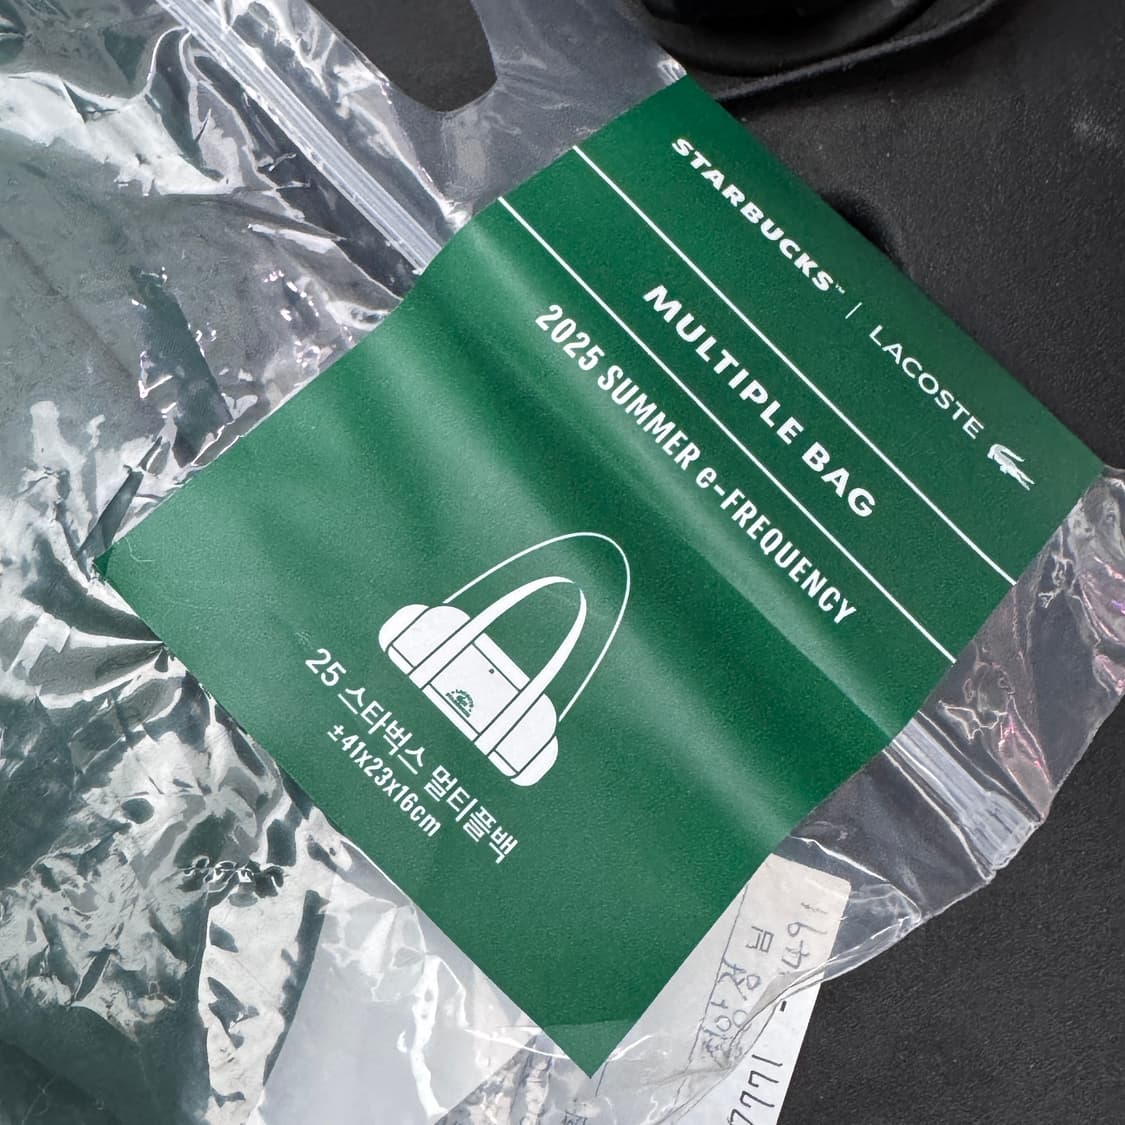 STARBUCKS™ | LACOSTE
MULTIPLE BAG
2025 SUMMER e-FREQUENCY
25 스타벅스 멀티플백
±41x23x16cm